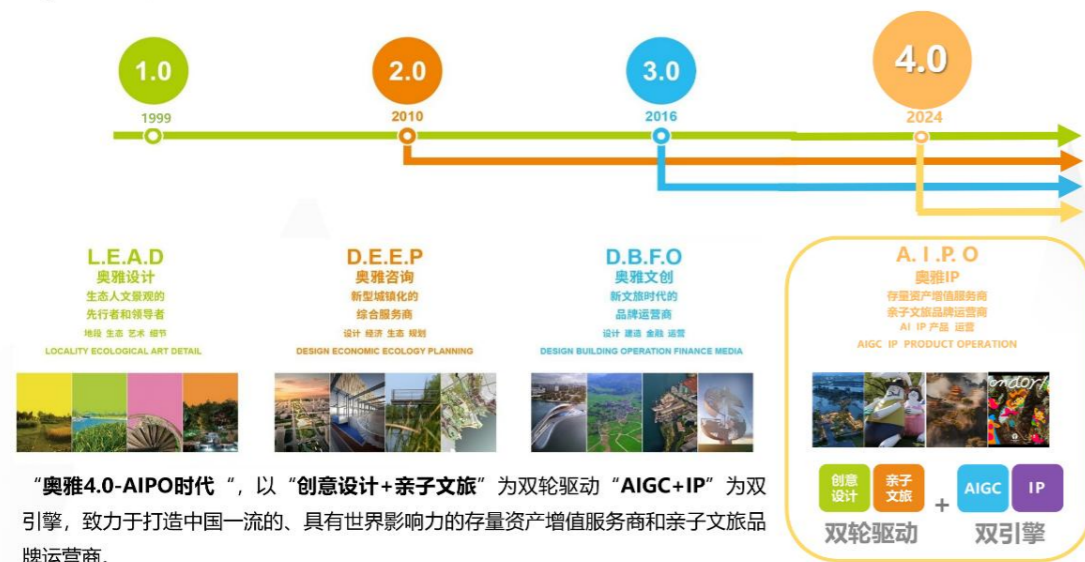 1.0
2.0
3.0
4.0
1999
2010
2016
2024
L.E.A.D
奥雅设计
生态人文景观的
先行者和领导者
地段 生态 艺术 细节
LOCALITY ECOLOGICAL ART DETAIL
D.E.E.P
奥雅咨询
新型城镇化的
综合服务商
设计 经济 生态 规划
DESIGN ECONOMIC ECOLOGY PLANNING
D.B.F.O
奥雅文创
新文旅时代的
品牌运营商
设计 建造 金融 运营
DESIGN BUILDING OPERATION FINANCE MEDIA
A. I .P. O
奥雅IP
存量资产增值服务商
亲子文旅品牌运营商
AI IP 产品 运营
AIGC IP PRODUCT OPERATION
创意
设计
亲子
文旅
+
AIGC
IP
双轮驱动
双引擎
“奥雅4.0-AIPO时代 “，以“创意设计+亲子文旅”为双轮驱动“AIGC+IP”为双
引擎，致力于打造中国一流的、具有世界影响力的存量资产增值服务商和亲子文旅品
牌运营商。